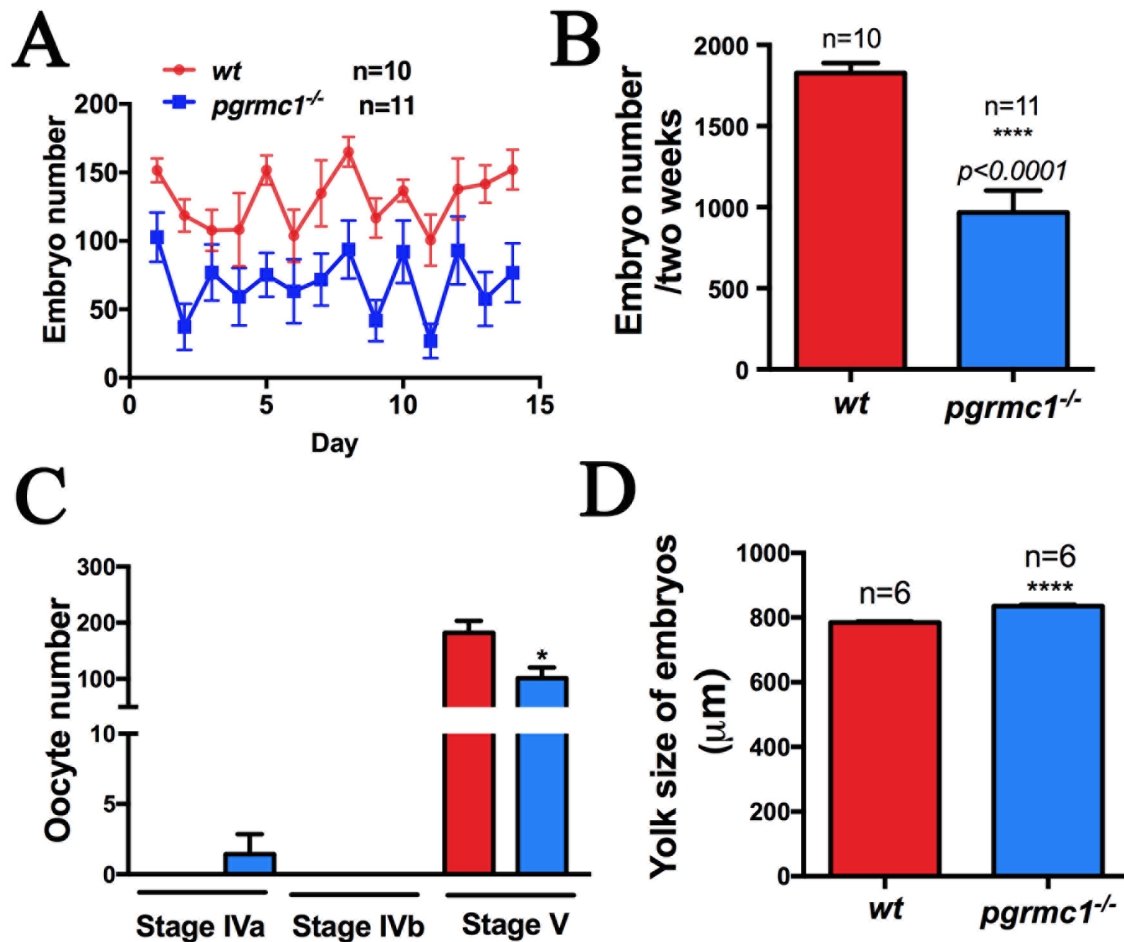 A
wt n=10
pgrmc1-/- n=11
Embryo number
200
150
100
50
0
0 5 10 15
Day
B
Embryo number
/two weeks
2000
1500
1000
500
0
n=10
n=11
****
p<0.0001
wt pgrmc1-/-
C
Oocyte number
300
200
100
10
5
0
*
Stage IVa Stage IVb Stage V
D
Yolk size of embryos
(μm)
1000
800
600
400
200
0
n=6
n=6
****
wt pgrmc1-/-